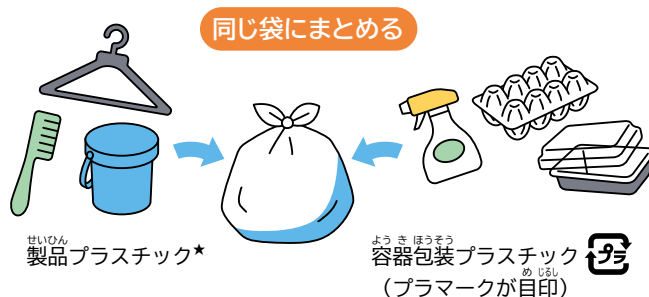 同じ袋にまとめる
せいひん
製品プラスチック★
ようきほうそう
容器包装プラスチック プラ
めじるし
（プラマークが目印）